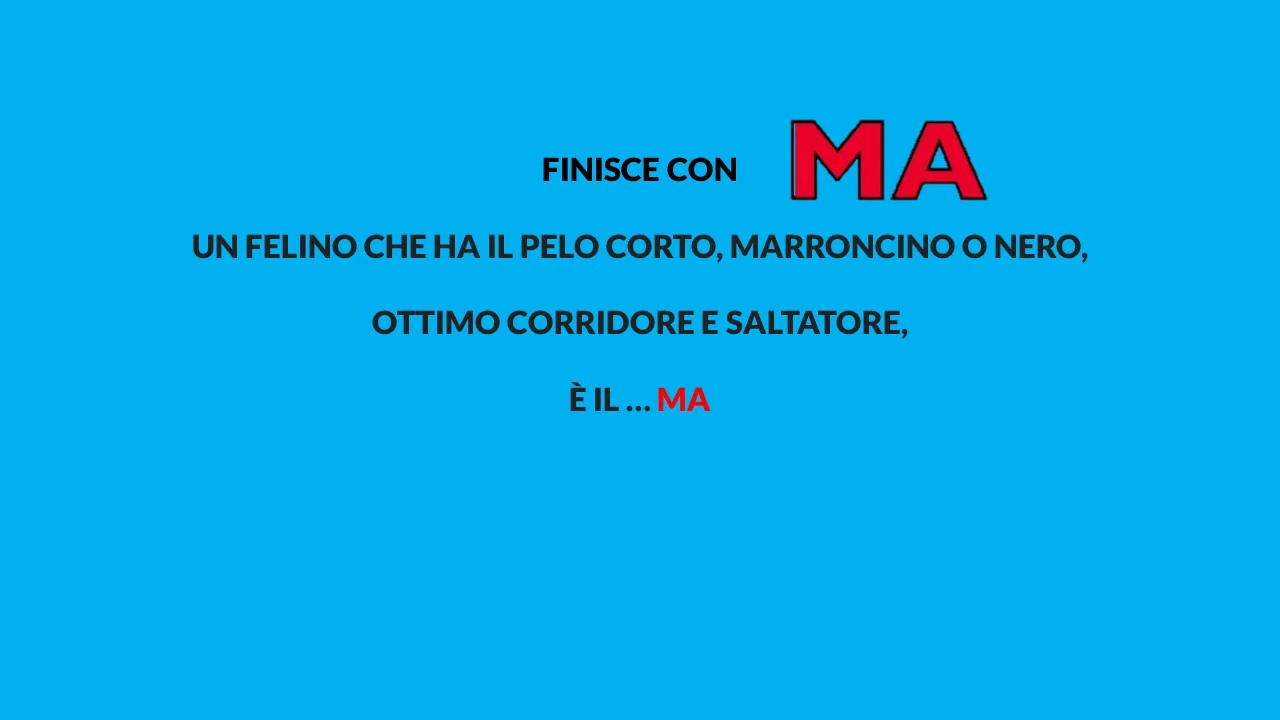 FINISCE CON MA
UN FELINO CHE HA IL PELO CORTO, MARRONCINO O NERO,
OTTIMO CORRIDORE E SALTATORE,
È IL ... MA